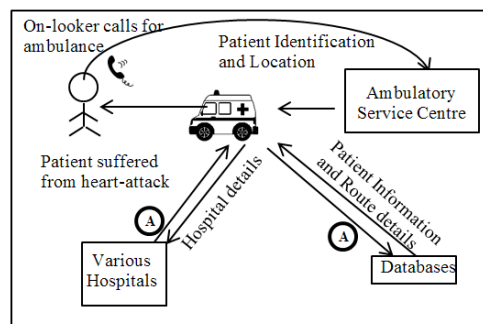 On-looker calls for
ambulance
Patient Identification
and Location
Ambulatory
Service Centre
Patient suffered
from heart-attack
Hospital details
Patient Information
and Route details
A
A
Various
Hospitals
Databases